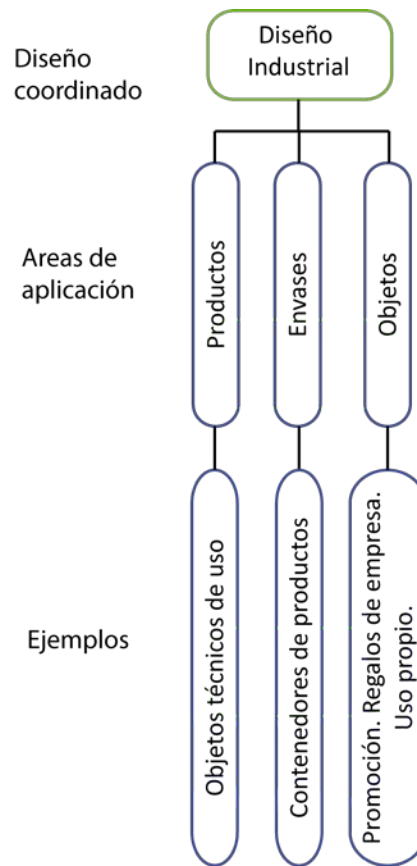 Diseño
coordinado
Diseño
Industrial
Areas de
aplicación
Productos
Envases
Objetos
Ejemplos
Objetos técnicos de uso
Contenedores de productos
Promoción. Regalos de empresa.
Uso propio.